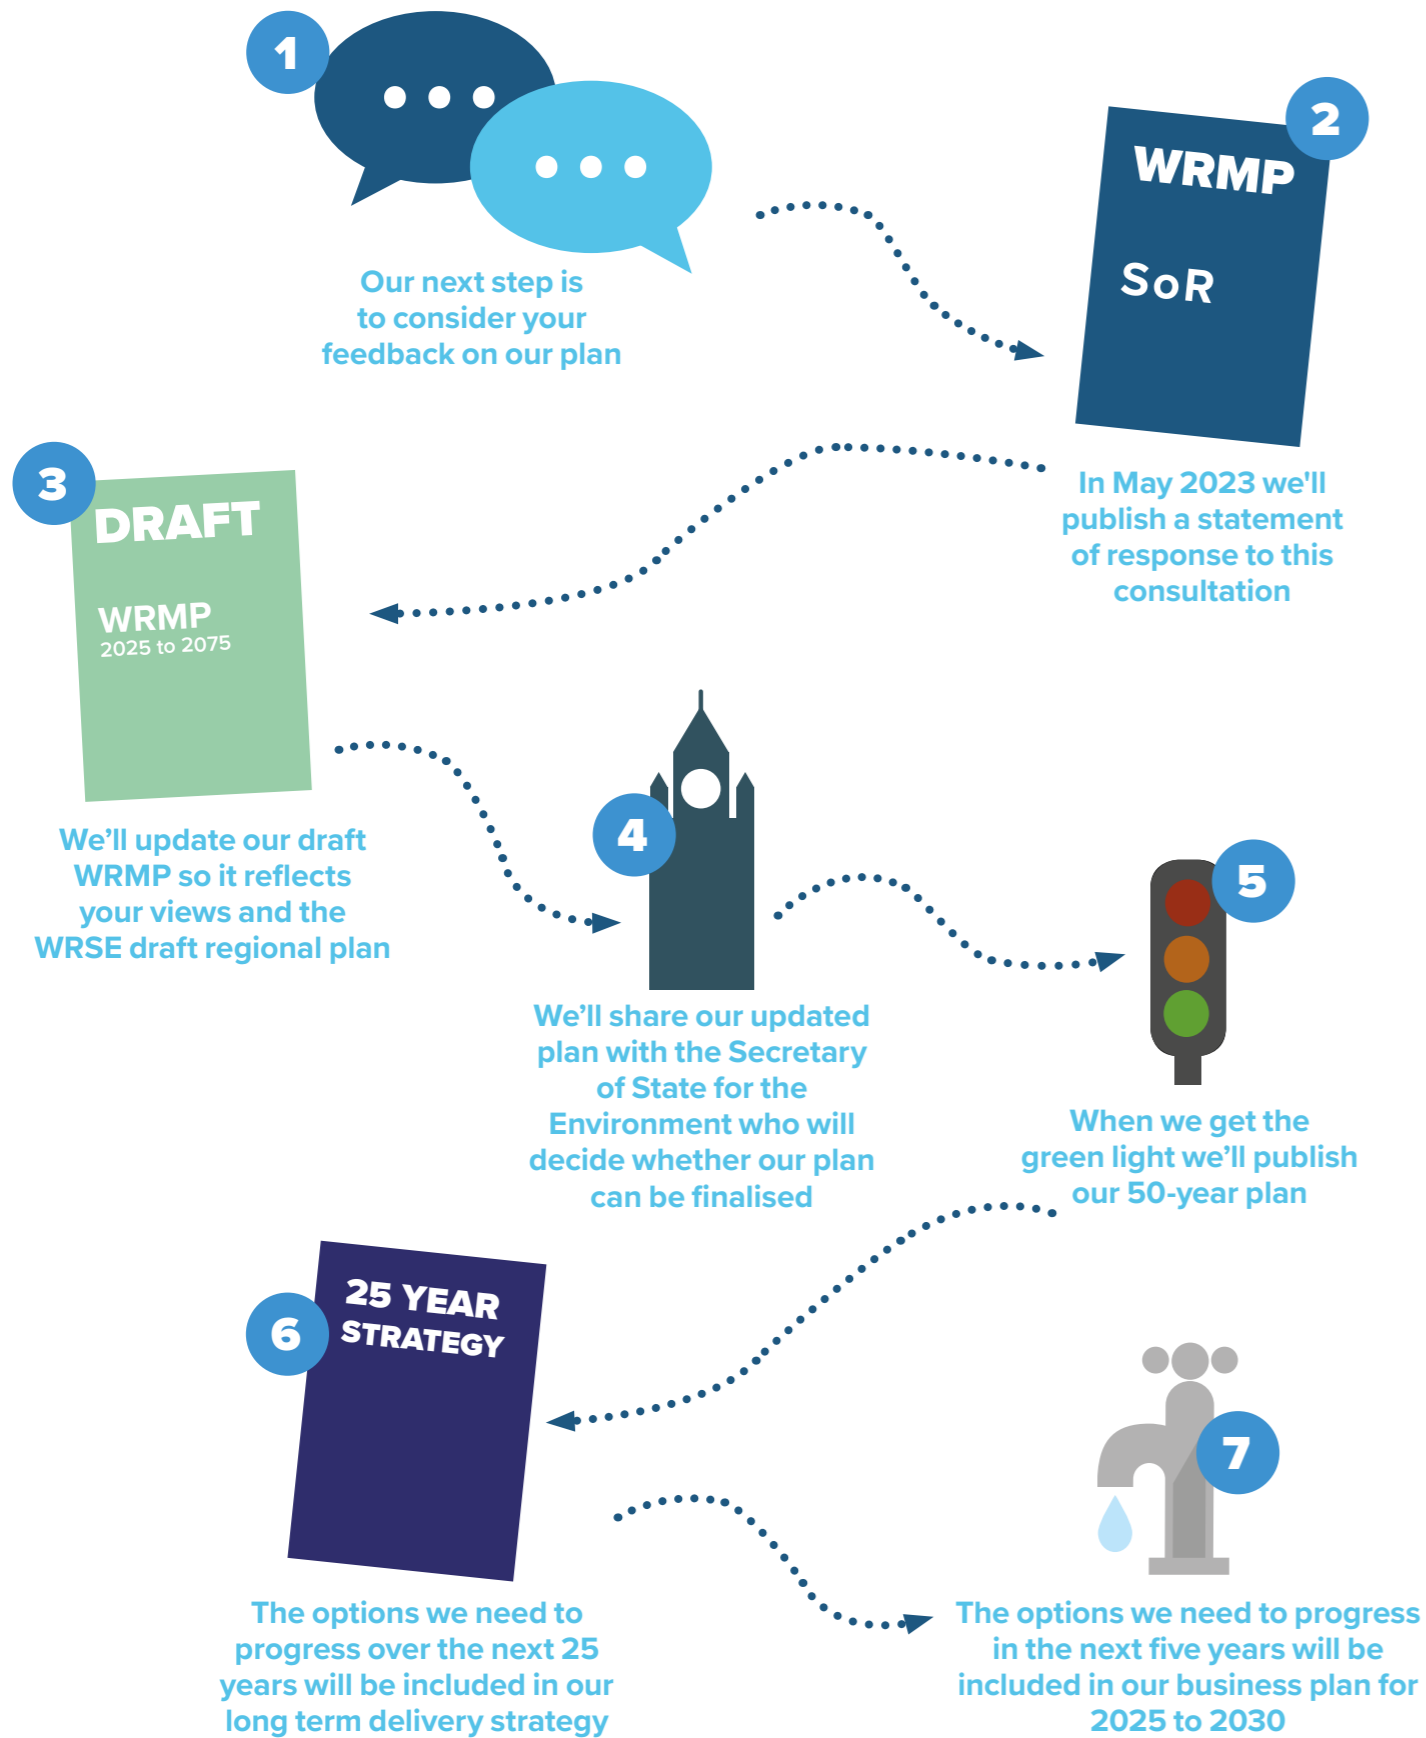 1
Our next step is
to consider your
feedback on our plan
2
WRMP
SoR
In May 2023 we'll
publish a statement
of response to this
consultation
3
DRAFT
WRMP
2025 to 2075
We’ll update our draft
WRMP so it reflects
your views and the
WRSE draft regional plan
4
We’ll share our updated
plan with the Secretary
of State for the
Environment who will
decide whether our plan
can be finalised
5
When we get the
green light we’ll publish
our 50-year plan
6
25 YEAR
STRATEGY
The options we need to
progress over the next 25
years will be included in our
long term delivery strategy
7
The options we need to progress
in the next five years will be
included in our business plan for
2025 to 2030